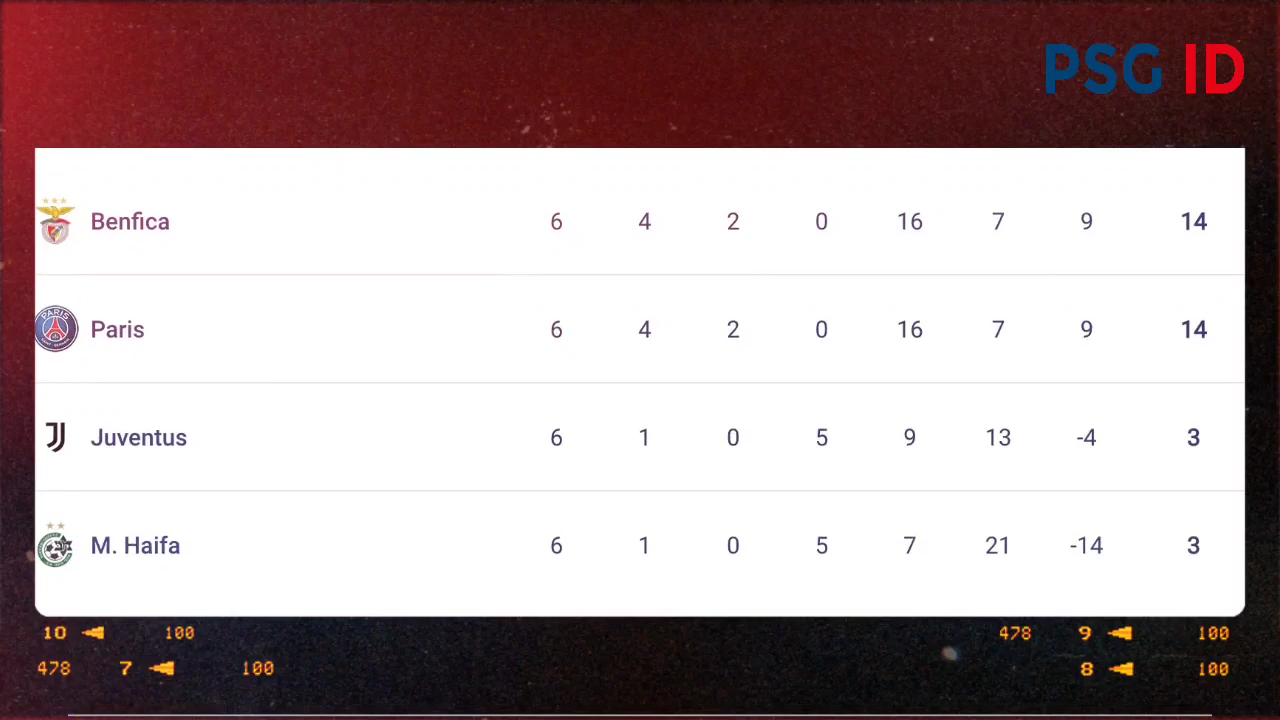 PSG ID
Benfica 6 4 2 0 16 7 9 14
PARIS
Paris 6 4 2 0 16 7 9 14
Juventus 6 1 0 5 9 13 -4 3
M. Haifa 6 1 0 5 7 21 -14 3
10 100 478 9 100
478 7 100 8 100